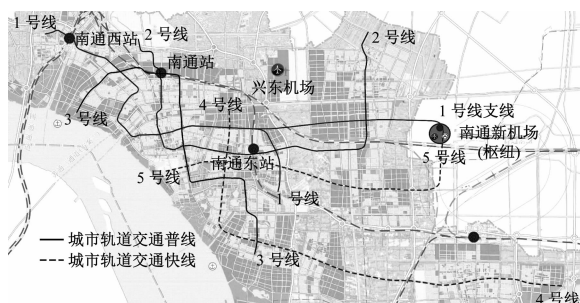 1 号线
南通西站
2 号线
2 号线
南通站
兴东机场
4 号线
1 号线支线
南通新机场
(枢纽)
3 号线
5 号线
南通东站
5 号线
1 号线
3 号线
城市轨道交通普线
城市轨道交通快线
4 号线